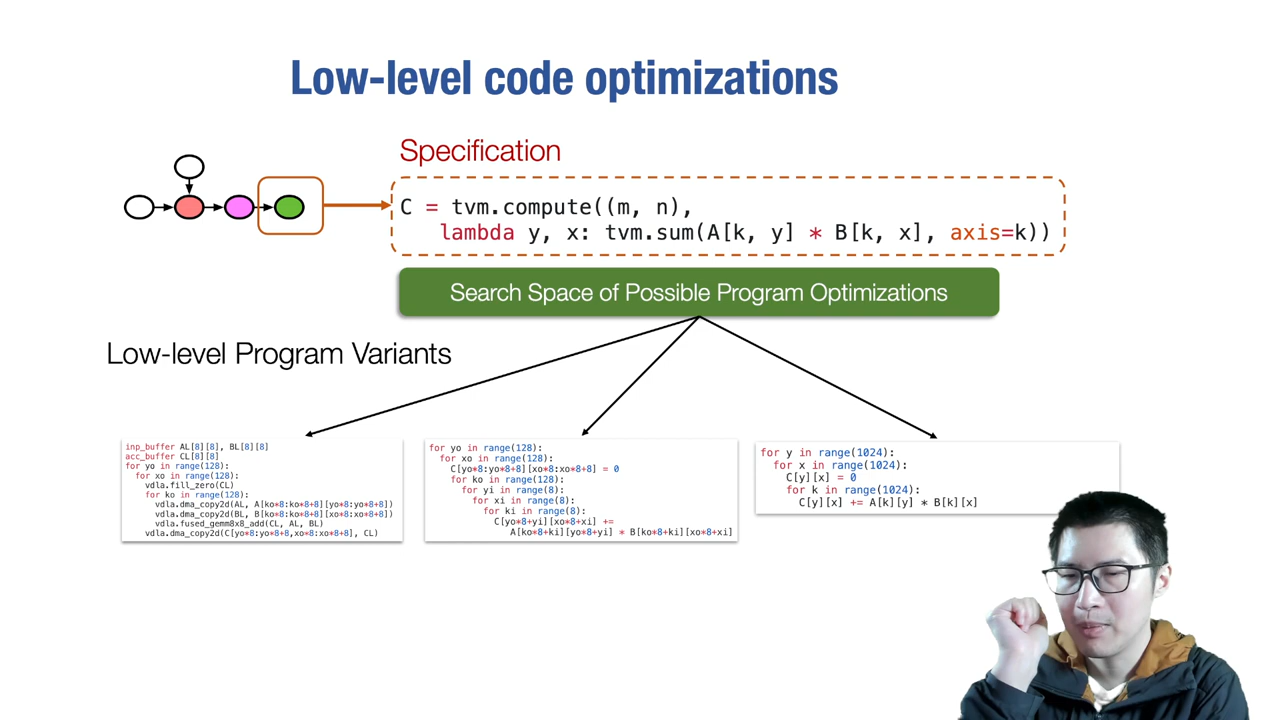 Low-level code optimizations
Specification
C = tvm.compute((m, n),
lambda y, x: tvm.sum(A[k, y] * B[k, x], axis=k))
Search Space of Possible Program Optimizations
Low-level Program Variants
inp_buffer AL[8][8], BL[8][8]
acc_buffer CL[8][8]
for yo in range(128):
for xo in range(128):
vdla.fill_zero(CL)
for ko in range(128):
vdla.dma_copy2d(AL, A[ko*8:ko*8+8][yo*8:yo*8+8])
vdla.dma_copy2d(BL, B[ko*8:ko*8+8][xo*8:xo*8+8])
vdla.fused_gemm8x8_add(CL, AL, BL)
vdla.dma_copy2d(C[yo*8:yo*8+8,xo*8:xo*8+8], CL)
for yo in range(128):
for xo in range(128):
C[yo*8:yo*8+8][xo*8:xo*8+8] = 0
for ko in range(128):
for yi in range(8):
for xi in range(8):
for ki in range(8):
C[yo*8+yi][xo*8+xi] +=
A[ko*8+ki][yo*8+yi] * B[ko*8+ki][xo*8+xi]
for y in range(1024):
for x in range(1024):
C[y][x] = 0
for k in range(1024):
C[y][x] += A[k][y] * B[k][x]